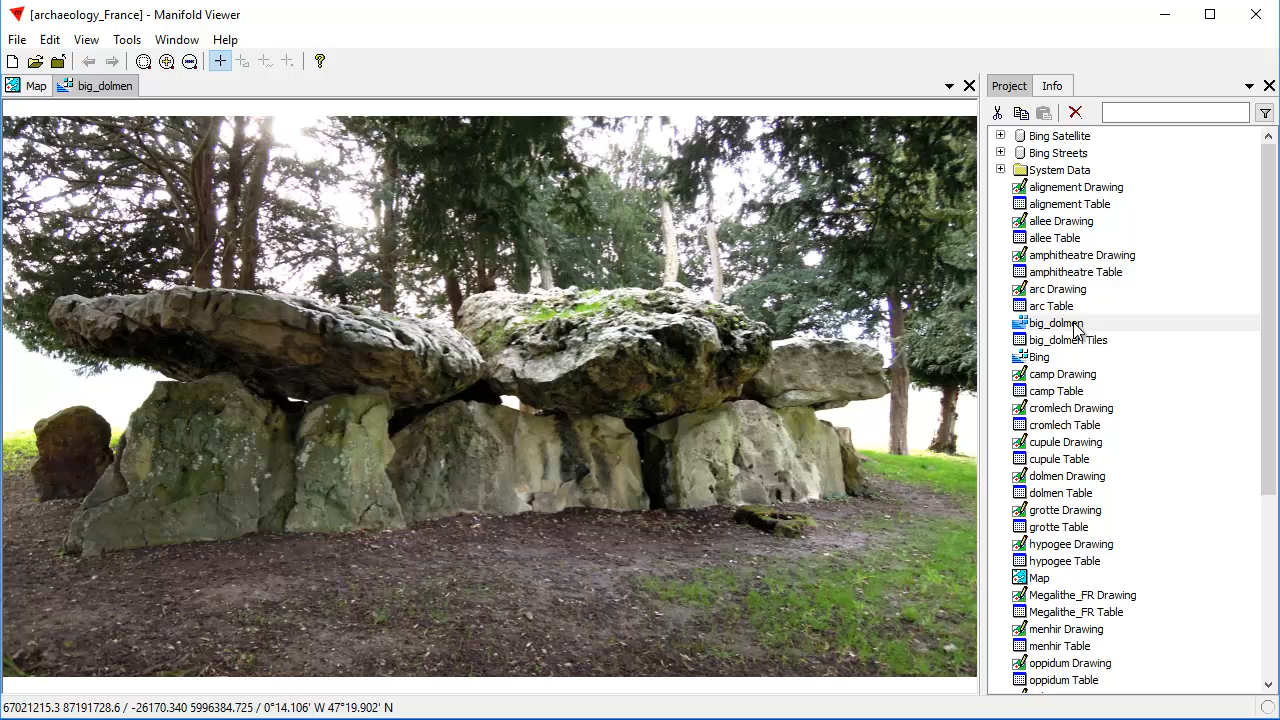 [archaeology_France] - Manifold Viewer
File Edit View Tools Window Help
Map big_dolmen
Project Info
Bing Satellite
Bing Streets
System Data
alignement Drawing
alignement Table
allee Drawing
allee Table
amphitheatre Drawing
amphitheatre Table
arc Drawing
arc Table
big_dolmen
big_dolmen Tiles
Bing
camp Drawing
camp Table
cromlech Drawing
cromlech Table
cupule Drawing
cupule Table
dolmen Drawing
dolmen Table
grotte Drawing
grotte Table
hypogee Drawing
hypogee Table
Map
Megalithe_FR Drawing
Megalithe_FR Table
menhir Drawing
menhir Table
oppidum Drawing
oppidum Table
67021215.3 87191728.6 / -26170.340 5996384.725 / 0°14.106' W 47°19.902' N